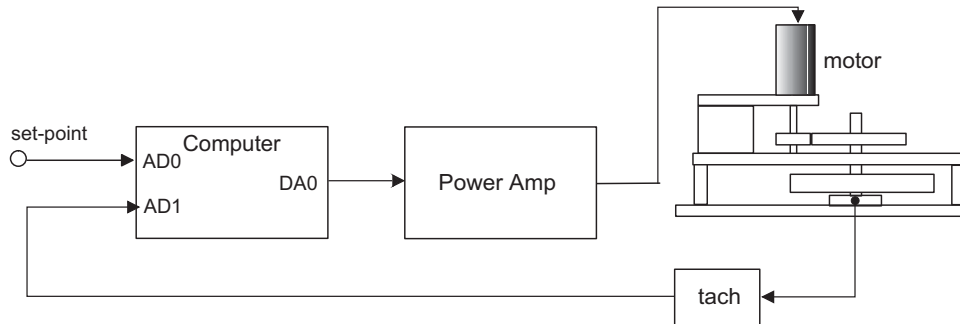 motor
set-point
Computer
AD0
DA0
Power Amp
AD1
tach